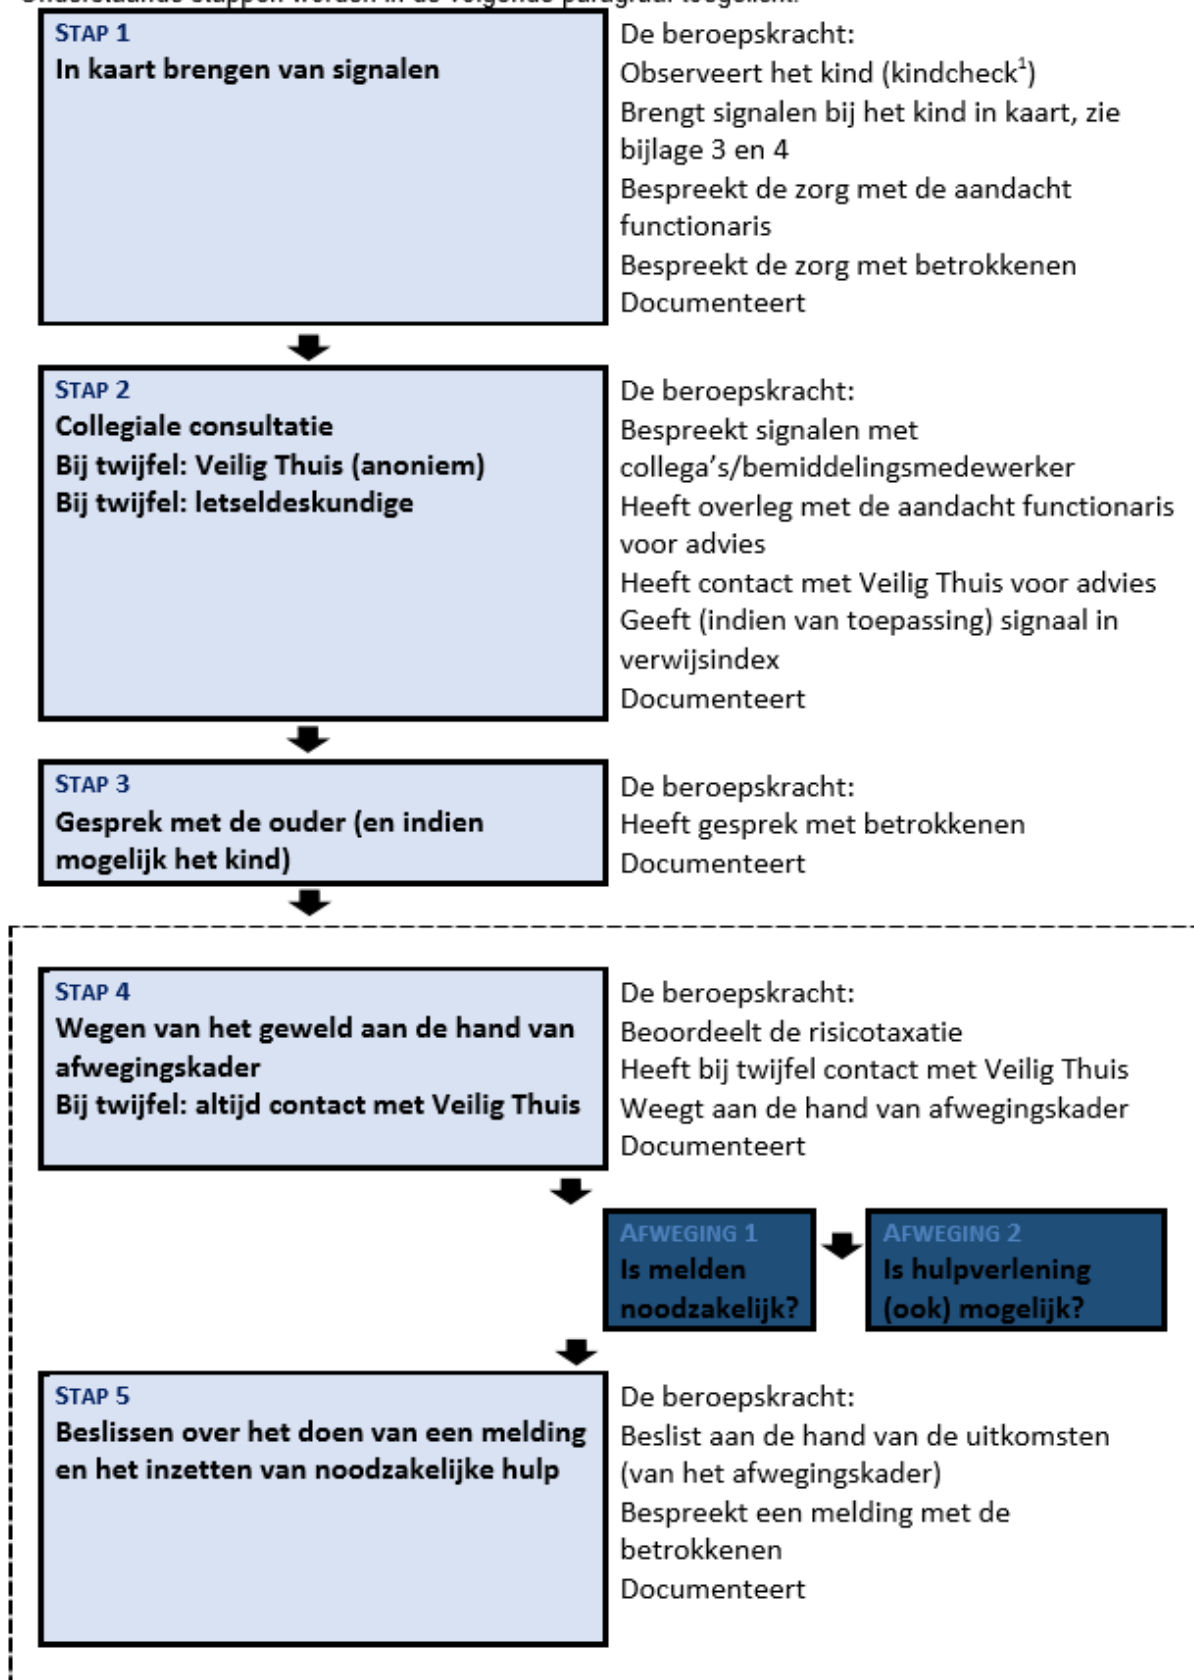 Onderstaande stappen worden in de volgende paragraaf toegelicht.
STAP 1
In kaart brengen van signalen
De beroepskracht:
Observeert het kind (kindcheck¹)
Brengt signalen bij het kind in kaart, zie
bijlage 3 en 4
Bespreekt de zorg met de aandacht
functionaris
Bespreekt de zorg met betrokkenen
Documenteert
STAP 2
Collegiale consultatie
Bij twijfel: Veilig Thuis (anoniem)
Bij twijfel: letseldeskundige
De beroepskracht:
Bespreekt signalen met
collega's/bemiddelingsmedewerker
Heeft overleg met de aandacht functionaris
voor advies
Heeft contact met Veilig Thuis voor advies
Geeft (indien van toepassing) signaal in
verwijsindex
Documenteert
STAP 3
Gesprek met de ouder (en indien
mogelijk het kind)
De beroepskracht:
Heeft gesprek met betrokkenen
Documenteert
STAP 4
Wegen van het geweld aan de hand van
afwegingskader
Bij twijfel: altijd contact met Veilig Thuis
De beroepskracht:
Beoordeelt de risicotaxatie
Heeft bij twijfel contact met Veilig Thuis
Weegt aan de hand van afwegingskader
Documenteert
AFWEGING 1
Is melden
noodzakelijk?
AFWEGING 2
Is hulpverlening
(ook) mogelijk?
STAP 5
Beslissen over het doen van een melding
en het inzetten van noodzakelijke hulp
De beroepskracht:
Beslist aan de hand van de uitkomsten
(van het afwegingskader)
Bespreekt een melding met de
betrokkenen
Documenteert